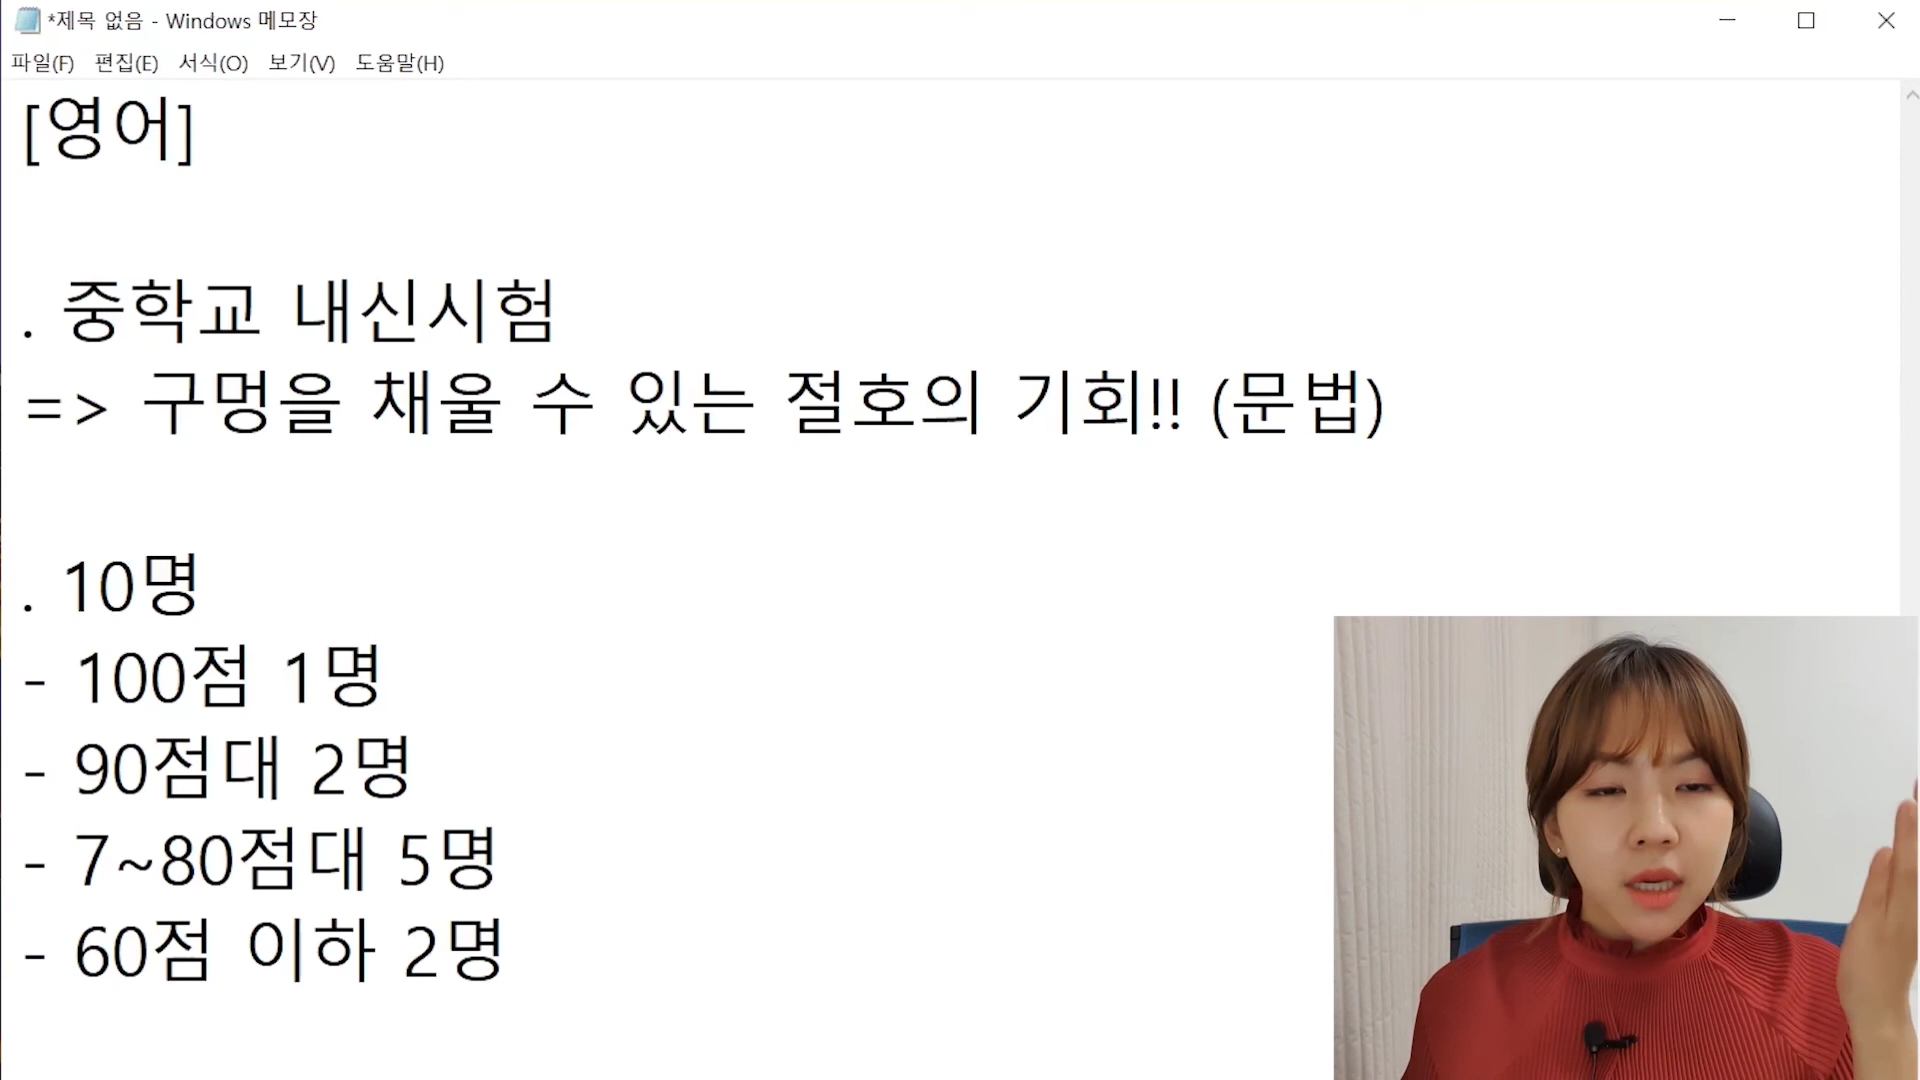 *제목 없음 - Windows 메모장
파일(F) 편집(E) 서식(O) 보기(V) 도움말(H)
[영어]
. 중학교 내신시험
=> 구멍을 채울 수 있는 절호의 기회!! (문법)
. 10명
- 100점 1명
- 90점대 2명
- 7~80점대 5명
- 60점 이하 2명